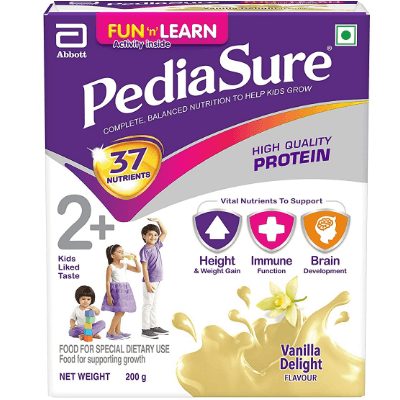 FUN 'n' LEARN
Activity inside
Abbott
PediaSure®
COMPLETE, BALANCED NUTRITION TO HELP KIDS GROW
37
NUTRIENTS
HIGH QUALITY
PROTEIN
2+
Kids
Liked
Taste
Vital Nutrients To Support
Height
& Weight Gain
Immune
Function
Brain
Development
FOOD FOR SPECIAL DIETARY USE
Food for supporting growth
NET WEIGHT 200 g
Vanilla
Delight
FLAVOUR